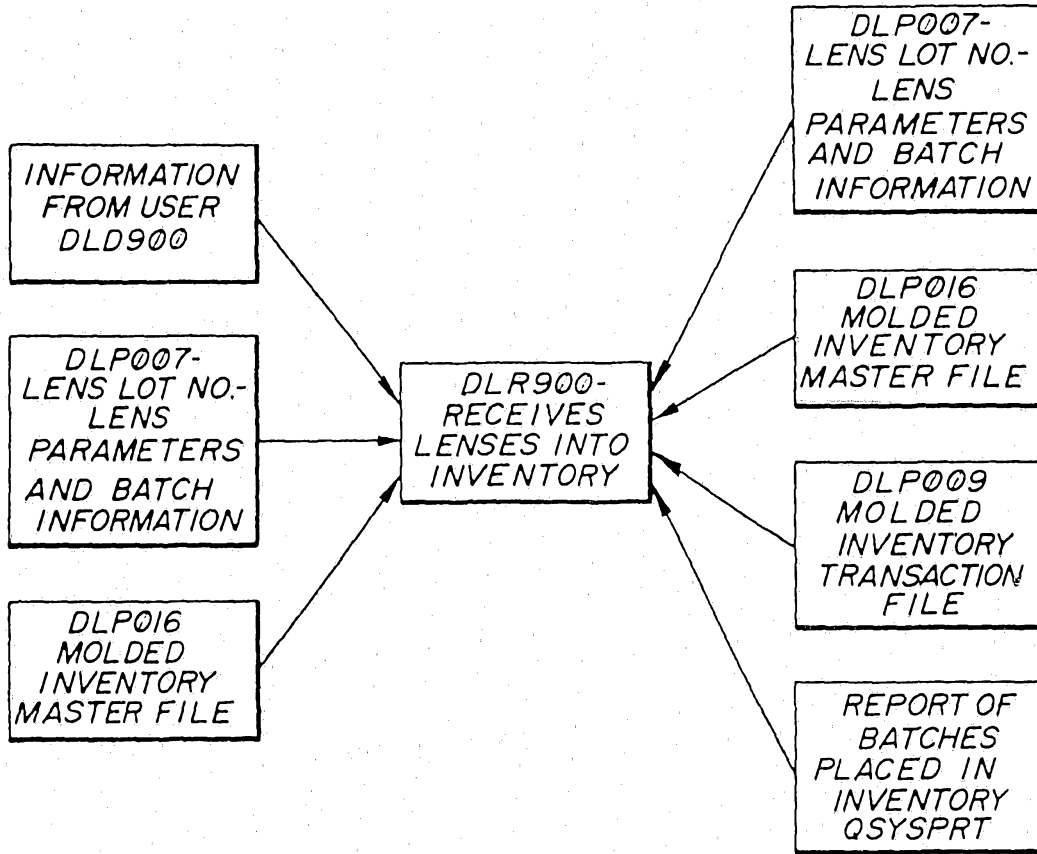 INFORMATION
FROM USER
DLD900
DLP007-
LENS LOT NO.-
LENS
PARAMETERS
AND BATCH
INFORMATION
DLP016
MOLDED
INVENTORY
MASTER FILE
DLR900-
RECEIVES
LENSES INTO
INVENTORY
DLP007-
LENS LOT NO.-
LENS
PARAMETERS
AND BATCH
INFORMATION
DLP016
MOLDED
INVENTORY
MASTER FILE
DLP009
MOLDED
INVENTORY
TRANSACTION
FILE
REPORT OF
BATCHES
PLACED IN
INVENTORY
QSYSPRT